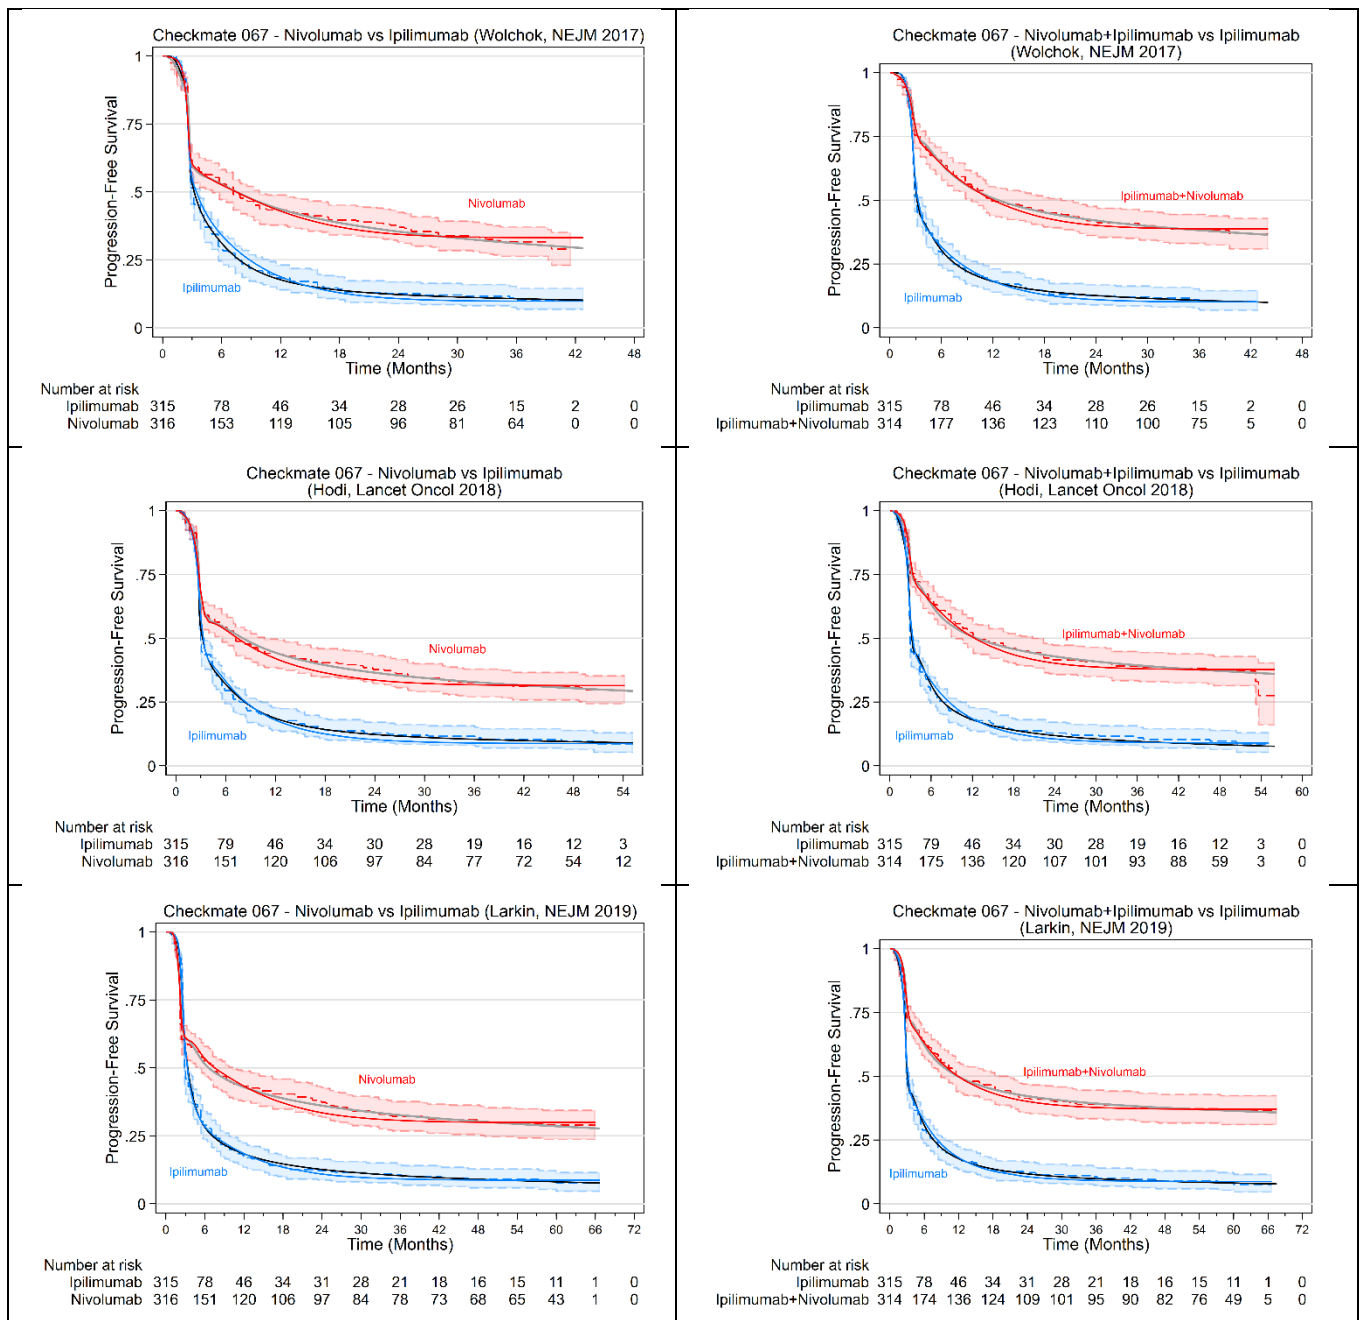 Checkmate 067 - Nivolumab vs Ipilimumab (Wolchok, NEJM 2017)
Progression-Free Survival
1
.75
.5
.25
0
Nivolumab
Ipilimumab
0 6 12 18 24 30 36 42 48
Time (Months)
Number at risk
Ipilimumab 315 78 46 34 28 26 15 2 0
Nivolumab 316 153 119 105 96 81 64 0 0
Checkmate 067 - Nivolumab+Ipilimumab vs Ipilimumab
(Wolchok, NEJM 2017)
Progression-Free Survival
1
.75
.5
.25
0
Ipilimumab+Nivolumab
Ipilimumab
0 6 12 18 24 30 36 42 48
Time (Months)
Number at risk
Ipilimumab 315 78 46 34 28 26 15 2 0
Ipilimumab+Nivolumab 314 177 136 123 110 100 75 5 0
Checkmate 067 - Nivolumab vs Ipilimumab
(Hodi, Lancet Oncol 2018)
Progression-Free Survival
1
.75
.5
.25
0
Nivolumab
Ipilimumab
0 6 12 18 24 30 36 42 48 54
Time (Months)
Number at risk
Ipilimumab 315 79 46 34 30 28 19 16 12 3
Nivolumab 316 151 120 106 97 84 77 72 54 12
Checkmate 067 - Nivolumab+Ipilimumab vs Ipilimumab
(Hodi, Lancet Oncol 2018)
Progression-Free Survival
1
.75
.5
.25
0
Ipilimumab+Nivolumab
Ipilimumab
0 6 12 18 24 30 36 42 48 54 60
Time (Months)
Number at risk
Ipilimumab 315 79 46 34 30 28 19 16 12 3 0
Ipilimumab+Nivolumab 314 175 136 120 107 101 93 88 59 3 0
Checkmate 067 - Nivolumab vs Ipilimumab (Larkin, NEJM 2019)
Progression-Free Survival
1
.75
.5
.25
0
Nivolumab
Ipilimumab
0 6 12 18 24 30 36 42 48 54 60 66 72
Time (Months)
Number at risk
Ipilimumab 315 78 46 34 31 28 21 18 16 15 11 1 0
Nivolumab 316 151 120 106 97 84 78 73 68 65 43 1 0
Checkmate 067 - Nivolumab+Ipilimumab vs Ipilimumab
(Larkin, NEJM 2019)
Progression-Free Survival
1
.75
.5
.25
0
Ipilimumab+Nivolumab
Ipilimumab
0 6 12 18 24 30 36 42 48 54 60 66 72
Time (Months)
Number at risk
Ipilimumab 315 78 46 34 31 28 21 18 16 15 11 1 0
Ipilimumab+Nivolumab 314 174 136 124 109 101 95 90 82 76 49 5 0